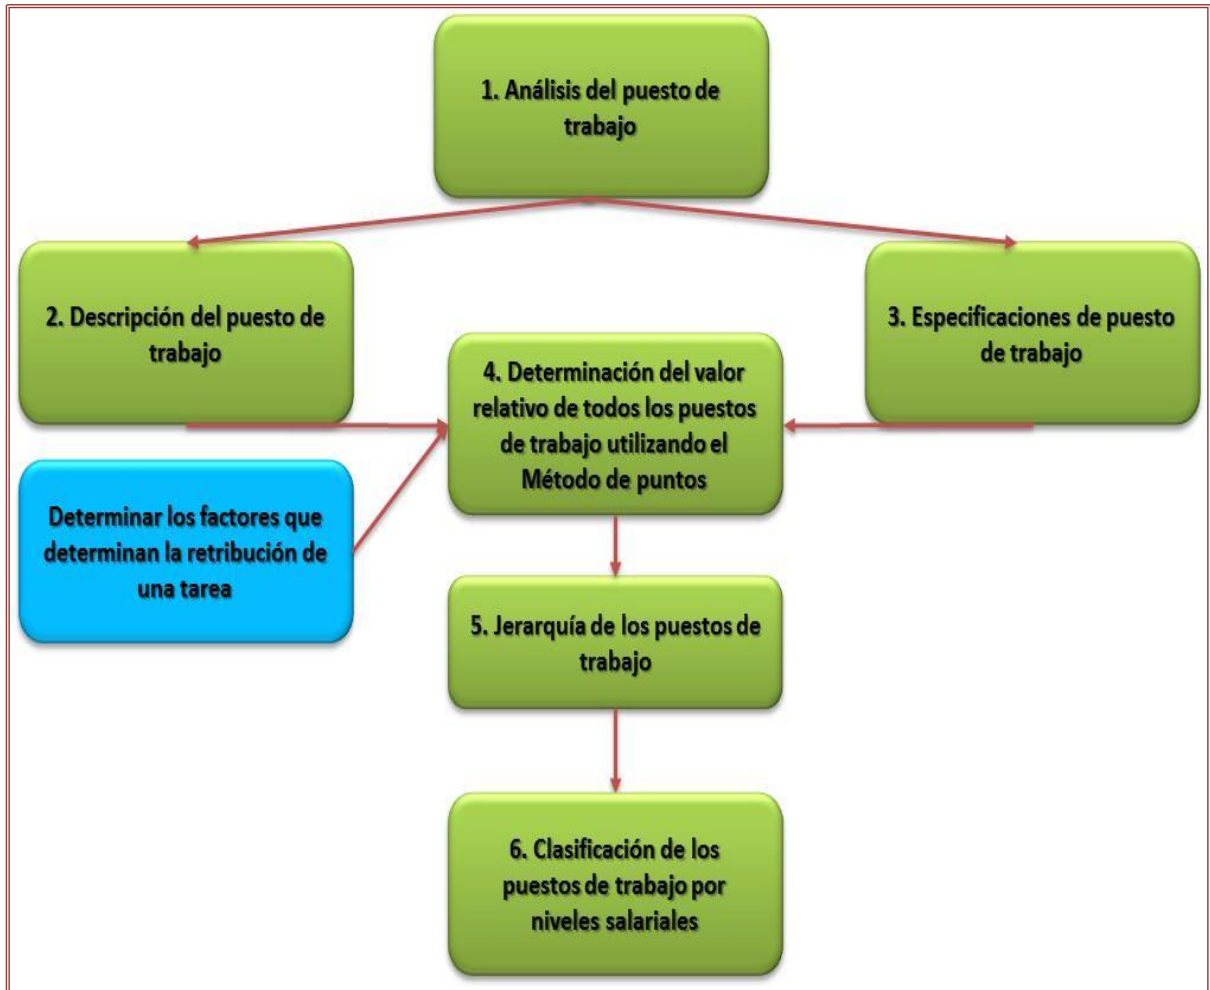 1. Análisis del puesto de
trabajo
2. Descripción del puesto de
trabajo
3. Especificaciones de puesto
de trabajo
4. Determinación del valor
relativo de todos los puestos
de trabajo utilizando el
Método de puntos
Determinar los factores que
determinan la retribución de
una tarea
5. Jerarquía de los puestos de
trabajo
6. Clasificación de los
puestos de trabajo por
niveles salariales